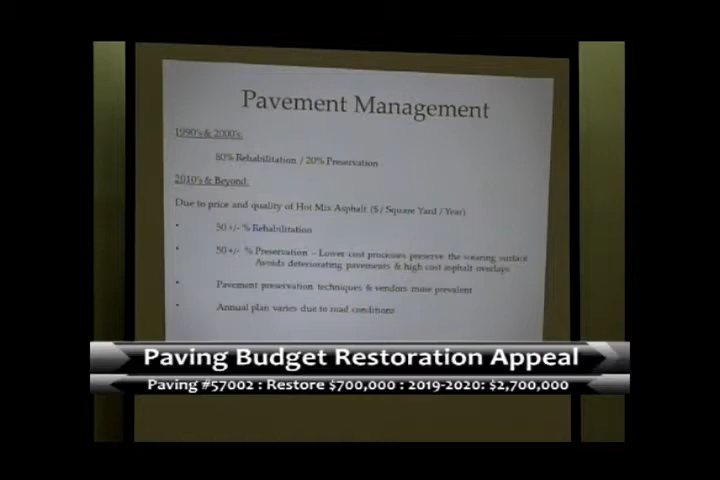 Pavement Management
1990's & 2000's:
80% Rehabilitation / 20% Preservation
2010's & Beyond:
Due to price and quality of Hot Mix Asphalt ($ / Square Yard / Year)
• 50 +/- % Rehabilitation
• 50 +/- % Preservation – Lower cost processes preserve the wearing surface
Avoids deteriorating pavements & high cost asphalt overlays
• Pavement preservation techniques & vendors more prevalent
• Annual plan varies due to road conditions
Paving Budget Restoration Appeal
Paving #57002 : Restore $700,000 : 2019-2020: $2,700,000